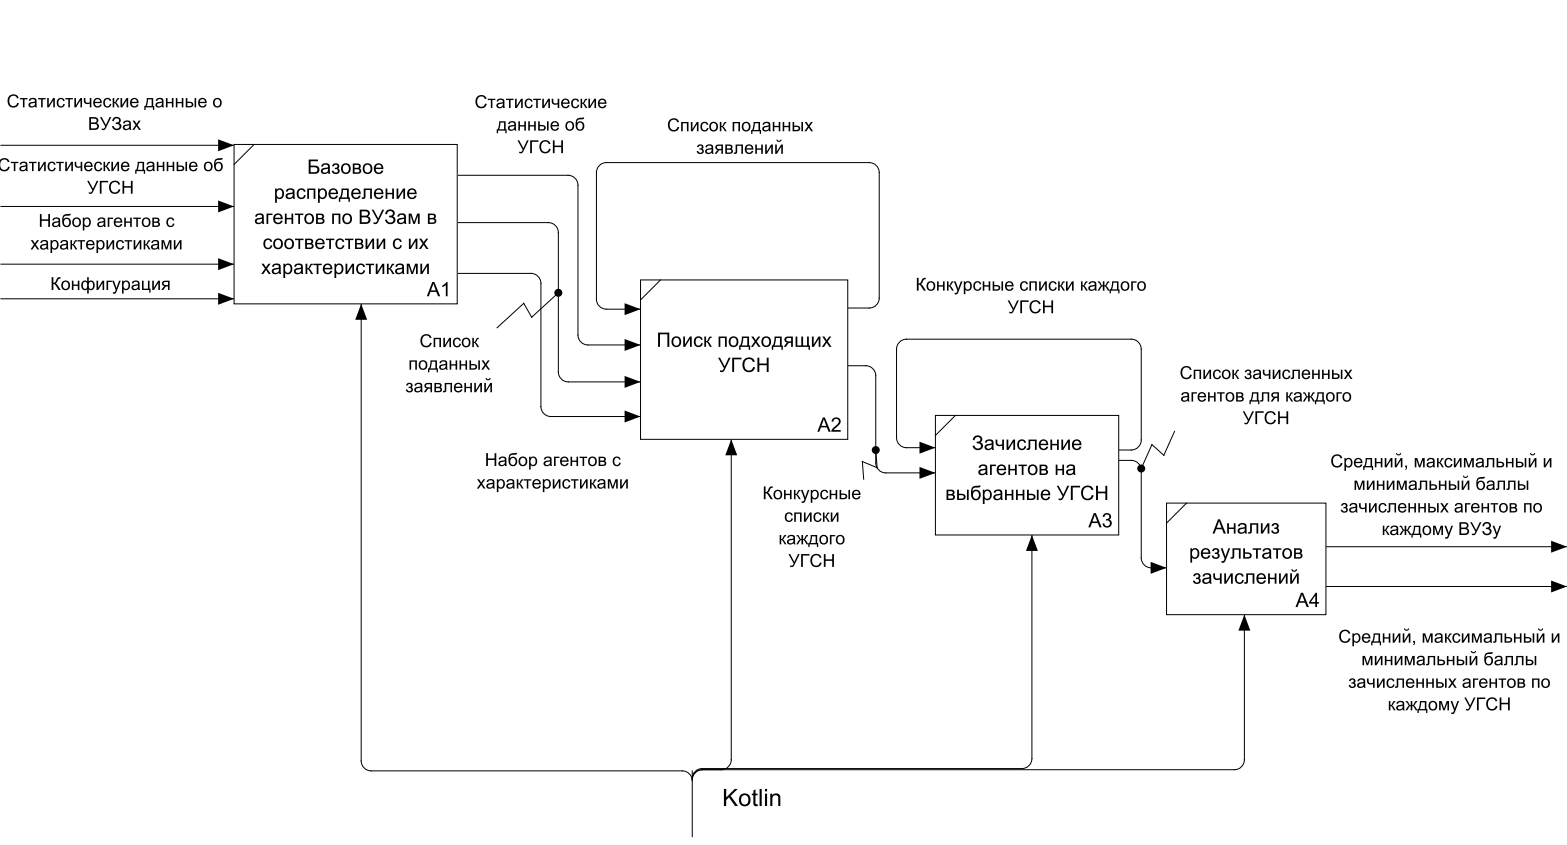 Статистические данные о
ВУЗах
Статистические данные об
УГСН
Набор агентов с
характеристиками
Конфигурация
Базовое
распределение
агентов по ВУЗам в
соответствии с их
характеристиками
А1
Статистические
данные об
УГСН
Список поданных
заявлений
Список
поданных
заявлений
Набор агентов с
характеристиками
Поиск подходящих
УГСН
А2
Конкурсные
списки
каждого
УГСН
Конкурсные списки каждого
УГСН
Зачисление
агентов на
выбранные УГСН
А3
Список зачисленных
агентов для каждого
УГСН
Анализ
результатов
зачислений
А4
Средний, максимальный и
минимальный баллы
зачисленных агентов по
каждому ВУЗу
Средний, максимальный и
минимальный баллы
зачисленных агентов по
каждому УГСН
Kotlin